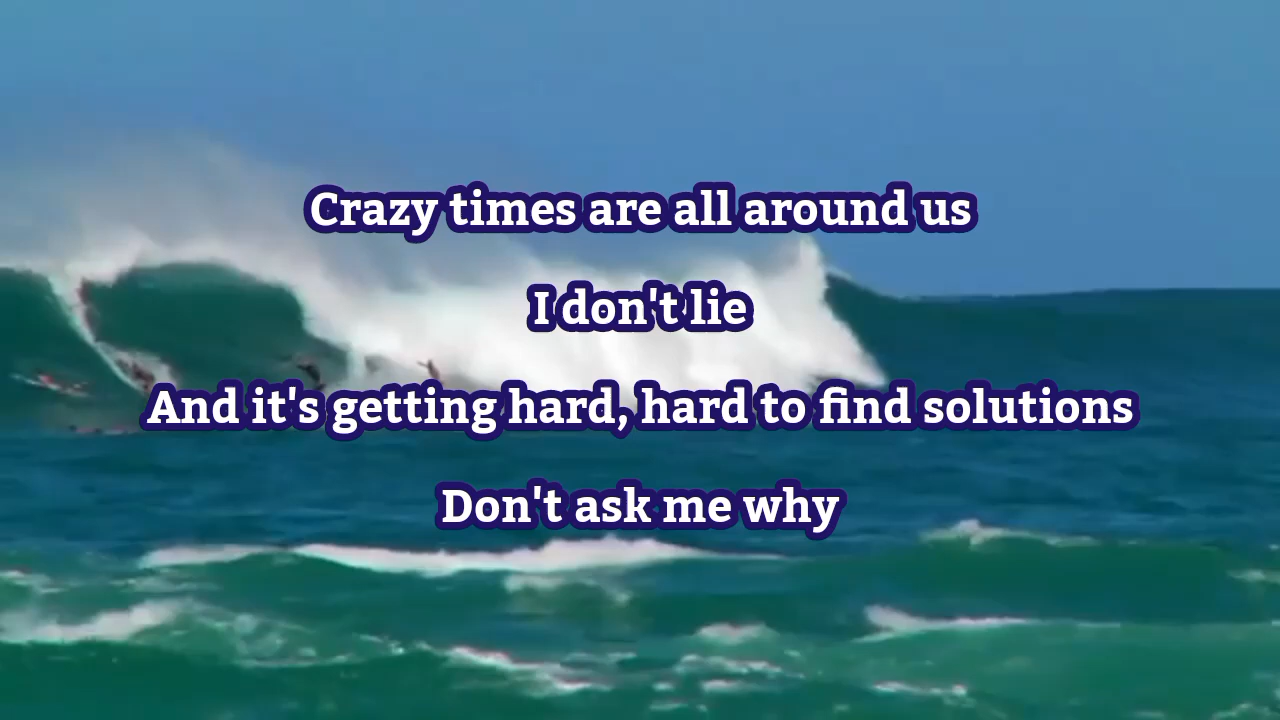 Crazy times are all around us
I don't lie
And it's getting hard, hard to find solutions
Don't ask me why